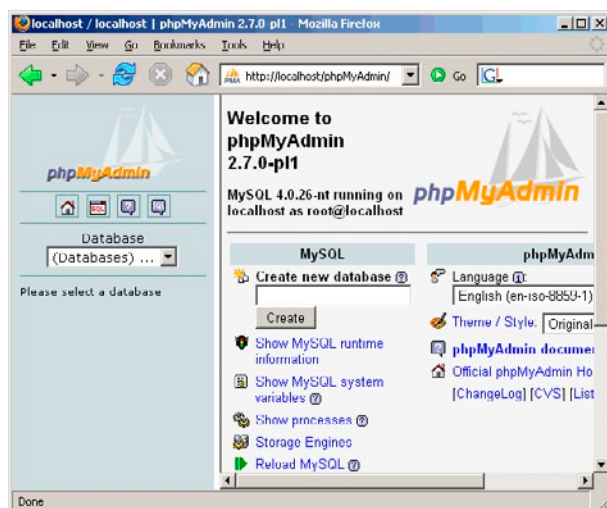 localhost / localhost | phpMyAdmin 2.7.0-pl1 - Mozilla Firefox
File Edit View Go Bookmarks Tools Help
PMA http://localhost/phpMyAdmin/ Go G
phpMyAdmin
Database
(Databases) ...
Please select a database
Welcome to
phpMyAdmin
2.7.0-pl1
MySQL 4.0.26-nt running on
localhost as root@localhost
phpMyAdmin
MySQL
Create new database
Create
Show MySQL runtime
information
Show MySQL system
variables
Show processes
Storage Engines
Reload MySQL
phpMyAdm
Language
English (en-iso-8859-1)
Theme / Style: Original
phpMyAdmin documen
Official phpMyAdmin Ho
[ChangeLog] [CVS] [List
Done